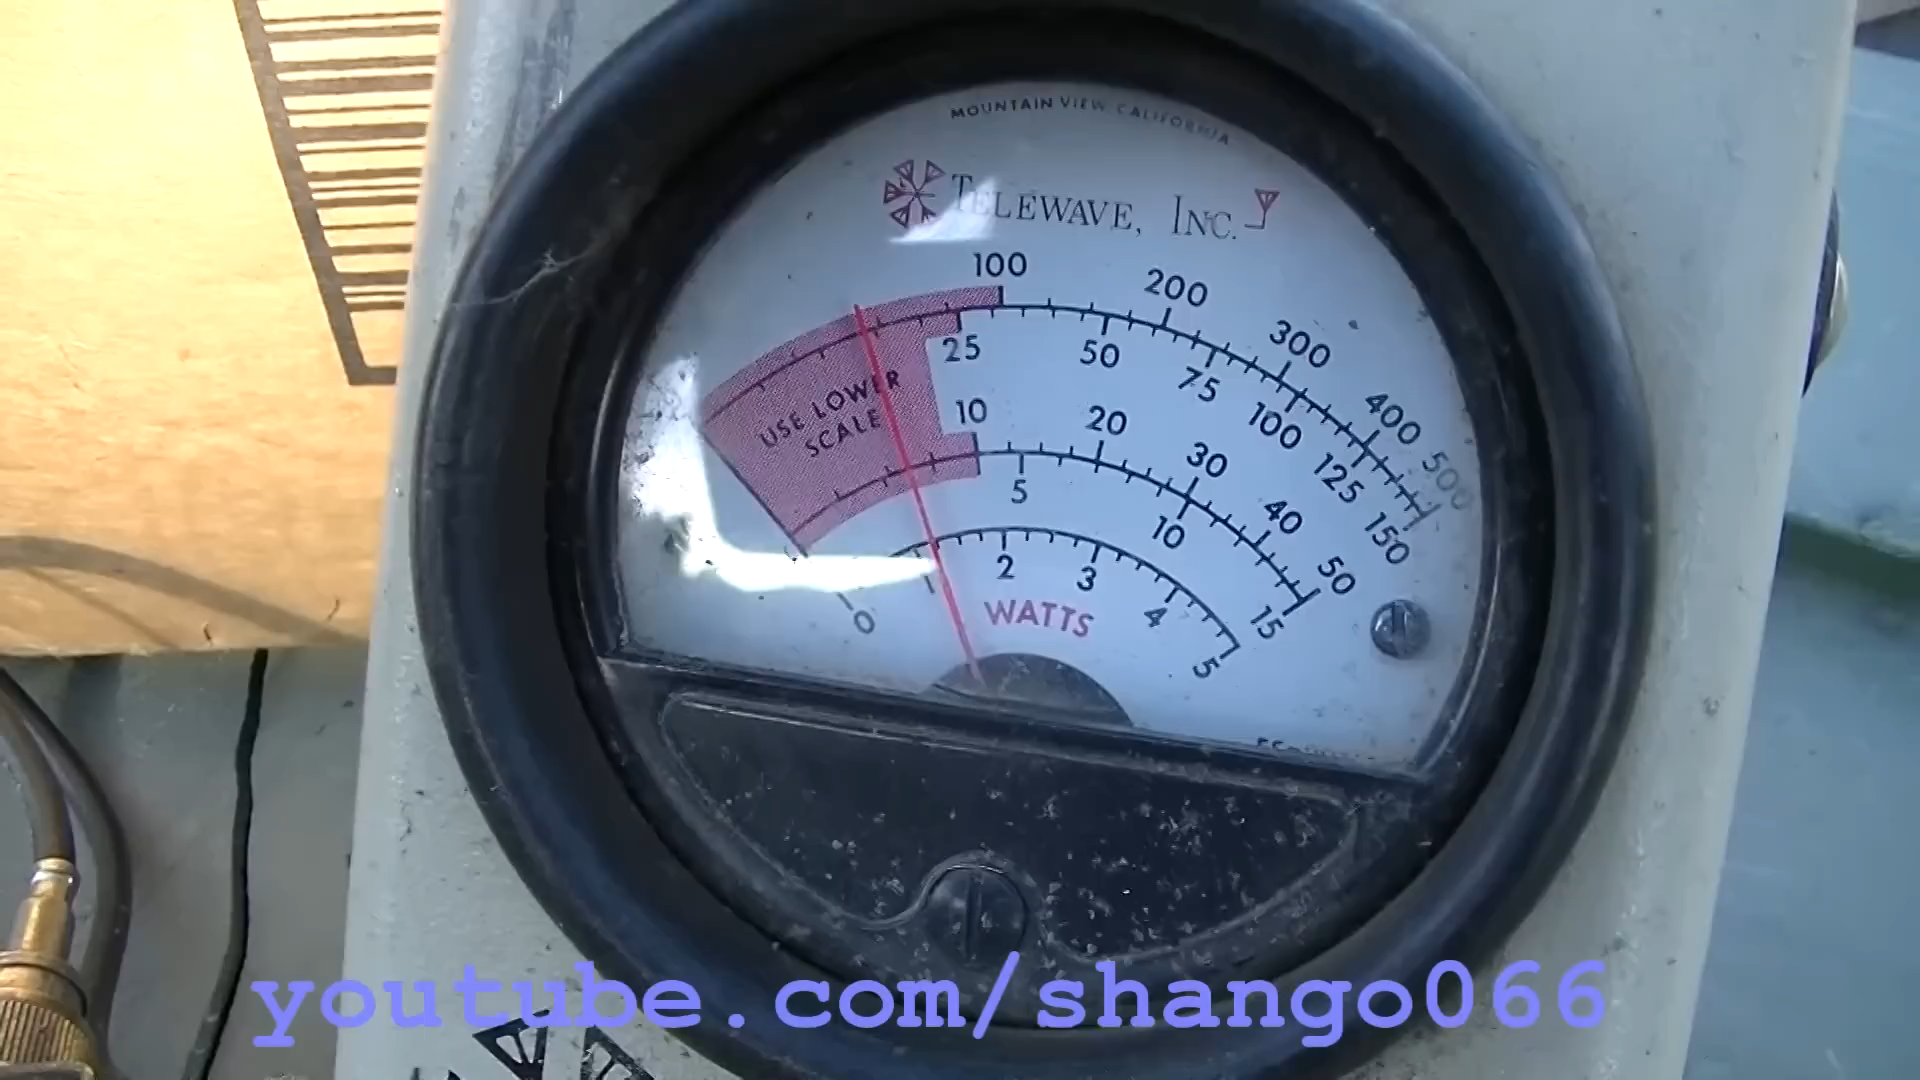 MOUNTAIN VIEW, CALIFORNIA
TELEWAVE, INC.
100 200 300 400 500
25 50 75 100 125 150
USE LOWER
SCALE
10 20 30 40 50
5 10 15
0 1 2 3 4 5
WATTS
youtube.com/shango066